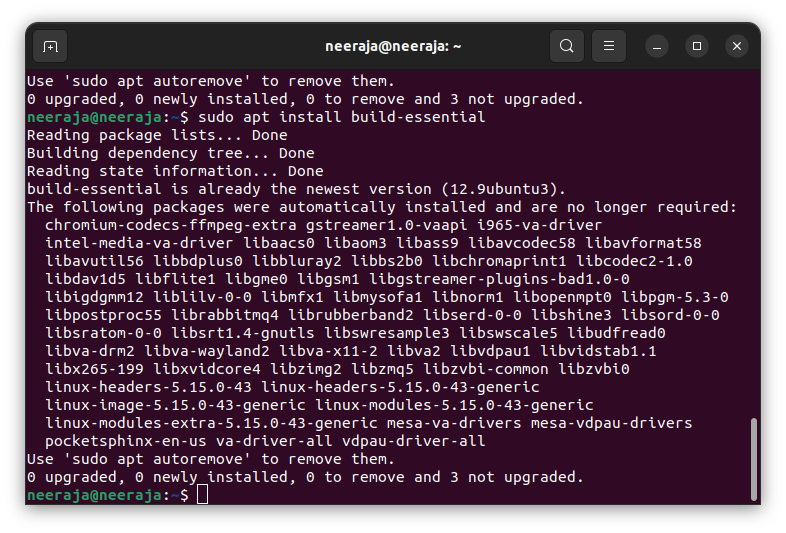 neeraja@neeraja: ~
Use 'sudo apt autoremove' to remove them.
0 upgraded, 0 newly installed, 0 to remove and 3 not upgraded.
neeraja@neeraja:~$ sudo apt install build-essential
Reading package lists... Done
Building dependency tree... Done
Reading state information... Done
build-essential is already the newest version (12.9ubuntu3).
The following packages were automatically installed and are no longer required:
  chromium-codecs-ffmpeg-extra gstreamer1.0-vaapi i965-va-driver
  intel-media-va-driver libaacs0 libaom3 libass9 libavcodec58 libavformat58
  libavutil56 libbdplus0 libbluray2 libbs2b0 libchromaprint1 libcodec2-1.0
  libdav1d5 libflite1 libgme0 libgsm1 libgstreamer-plugins-bad1.0-0
  libigdgmm12 liblilv-0-0 libmfx1 libmysofa1 libnorm1 libopenmpt0 libpgm-5.3-0
  libpostproc55 librabbitmq4 librubberband2 libserd-0-0 libshine3 libsord-0-0
  libsratom-0-0 libsrt1.4-gnutls libswresample3 libswscale5 libudfread0
  libva-drm2 libva-wayland2 libva-x11-2 libva2 libvdpau1 libvidstab1.1
  libx265-199 libxvidcore4 libzimg2 libzmq5 libzvbi-common libzvbi0
  linux-headers-5.15.0-43 linux-headers-5.15.0-43-generic
  linux-image-5.15.0-43-generic linux-modules-5.15.0-43-generic
  linux-modules-extra-5.15.0-43-generic mesa-va-drivers mesa-vdpau-drivers
  pocketsphinx-en-us va-driver-all vdpau-driver-all
Use 'sudo apt autoremove' to remove them.
0 upgraded, 0 newly installed, 0 to remove and 3 not upgraded.
neeraja@neeraja:~$